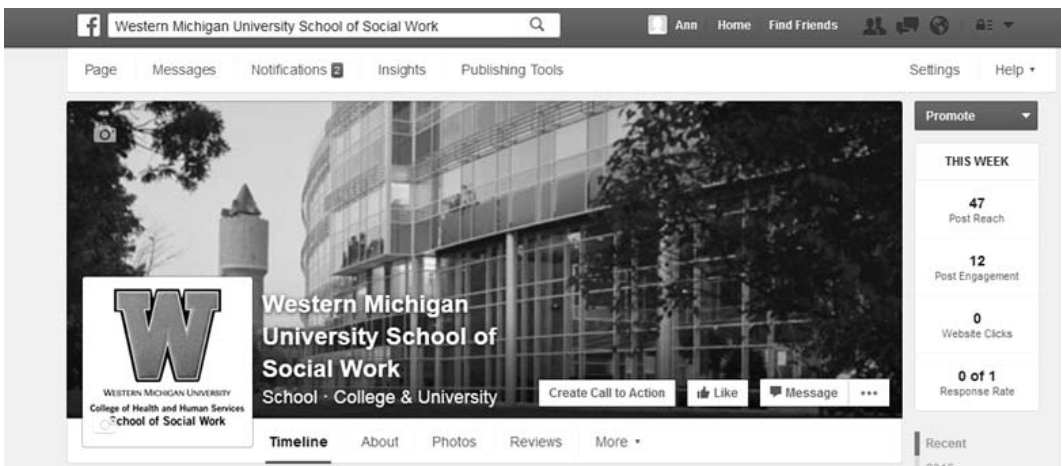 f Western Michigan University School of Social Work
Ann Home Find Friends
Page Messages Notifications 2 Insights Publishing Tools
Settings Help
Promote
THIS WEEK
47
Post Reach
12
Post Engagement
0
Website Clicks
0 of 1
Response Rate
Recent
2015
W
WESTERN MICHIGAN UNIVERSITY
College of Health and Human Services
School of Social Work
Western Michigan
University School of
Social Work
School · College & University
Create Call to Action Like Message •••
Timeline About Photos Reviews More